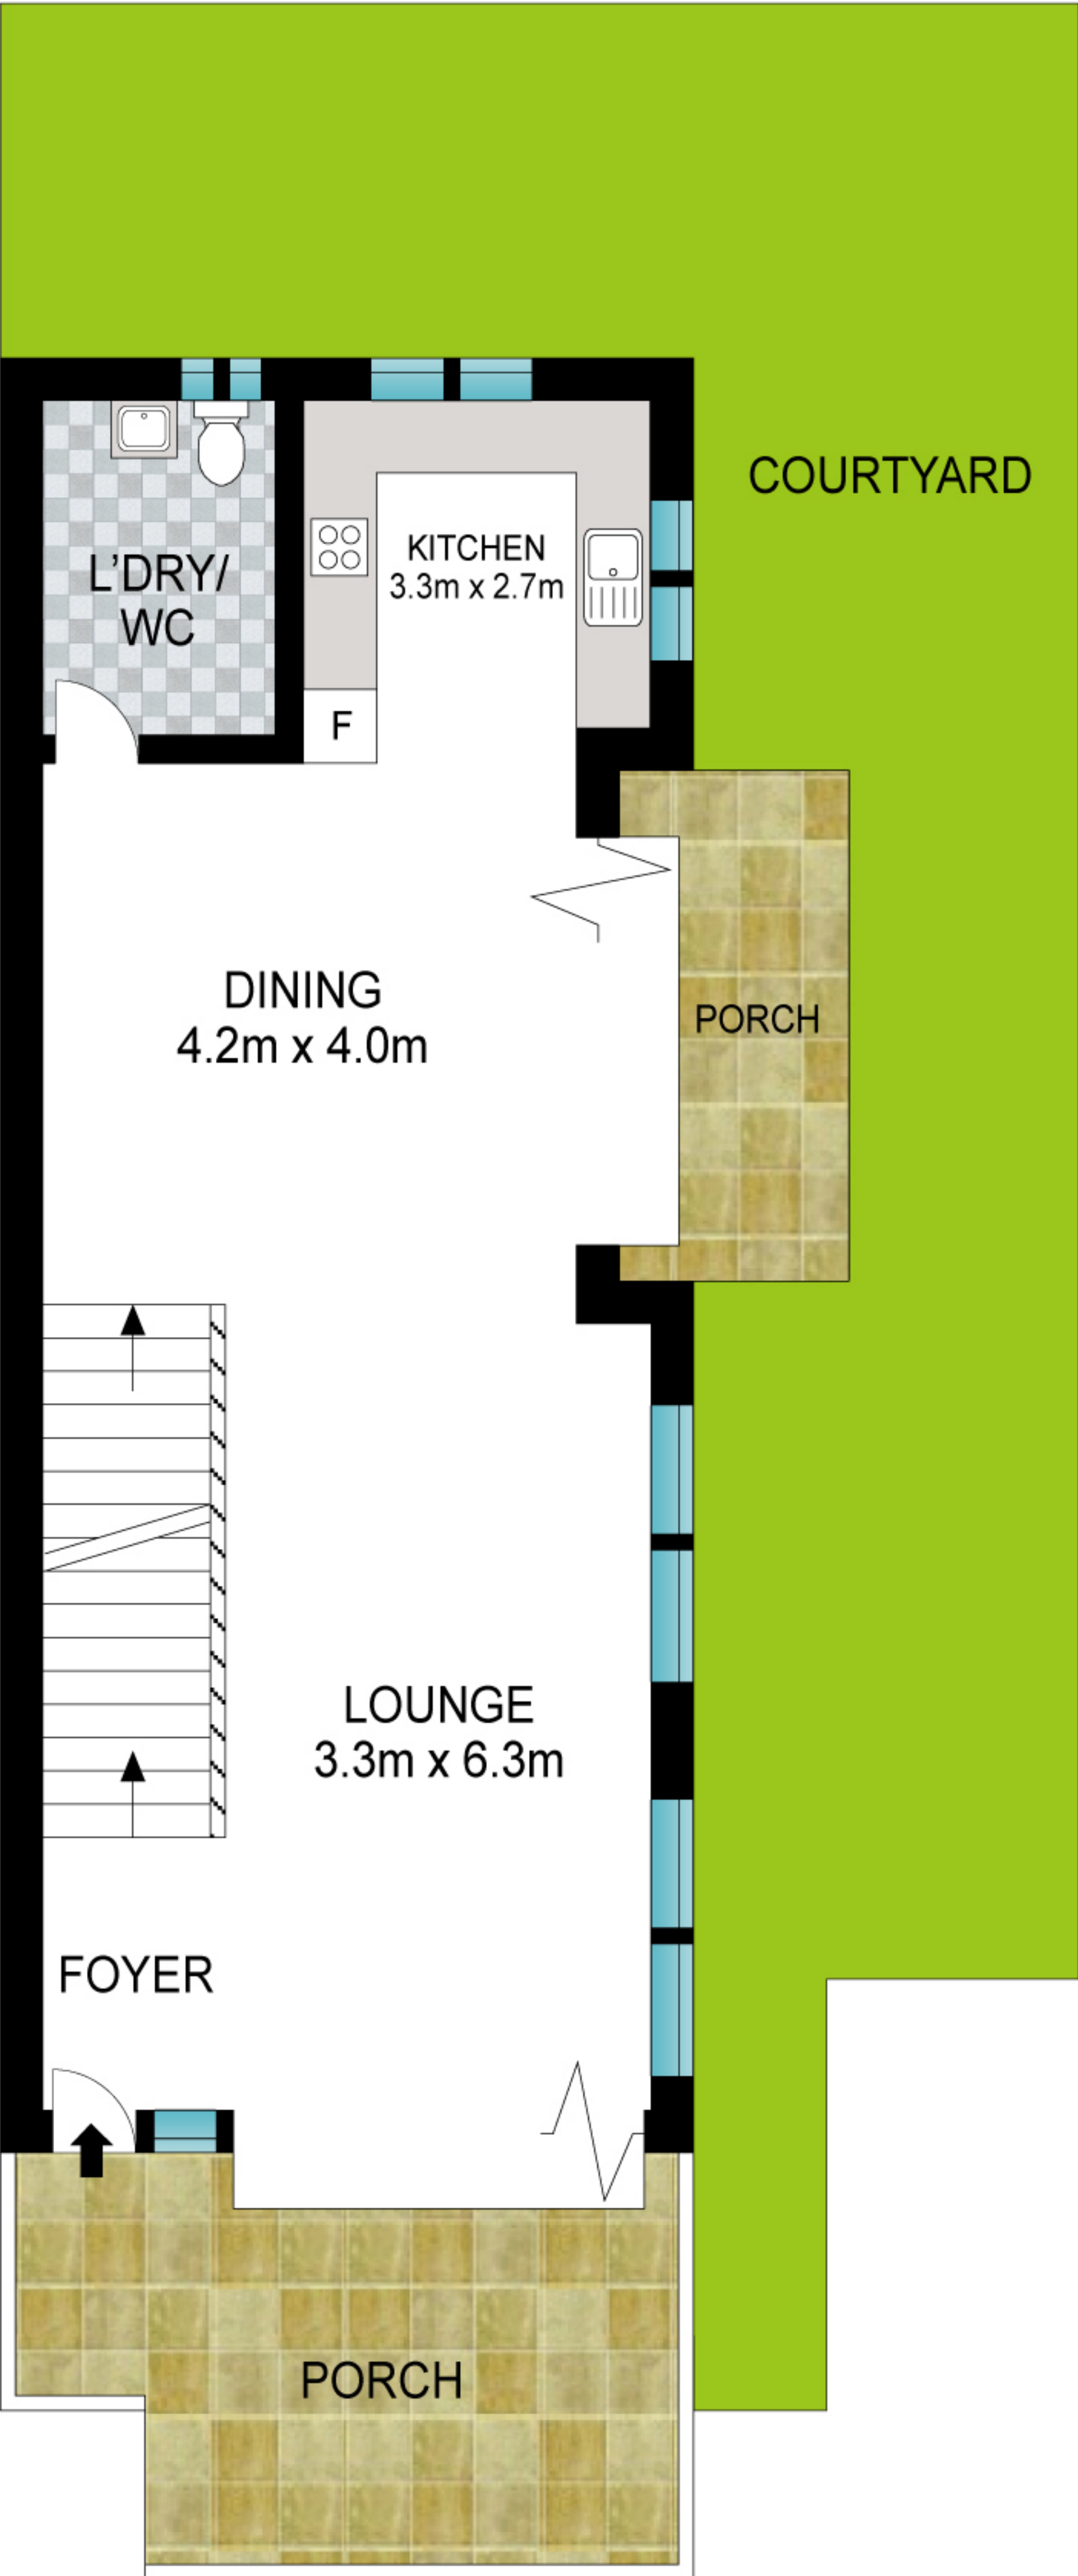 COURTYARD
KITCHEN
3.3m x 2.7m
L'DRY/
WC
F
DINING
4.2m x 4.0m
PORCH
LOUNGE
3.3m x 6.3m
FOYER
PORCH